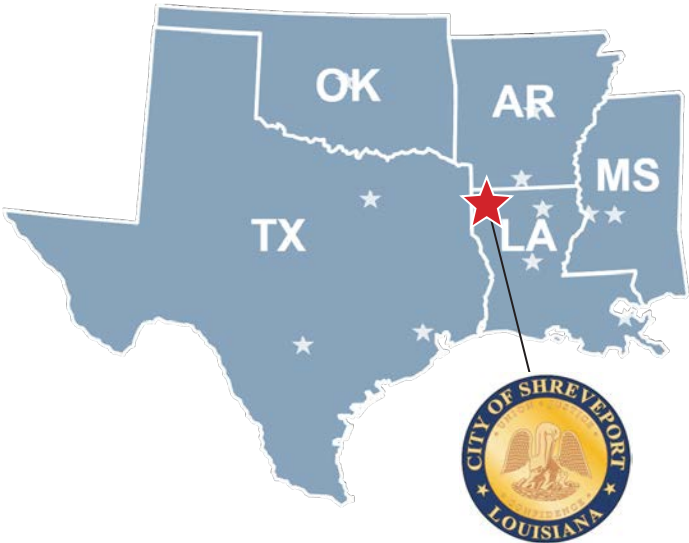 OK
AR
MS
TX
LA
CITY OF SHREVEPORT
UNION JUSTICE
CONFIDENCE
LOUISIANA